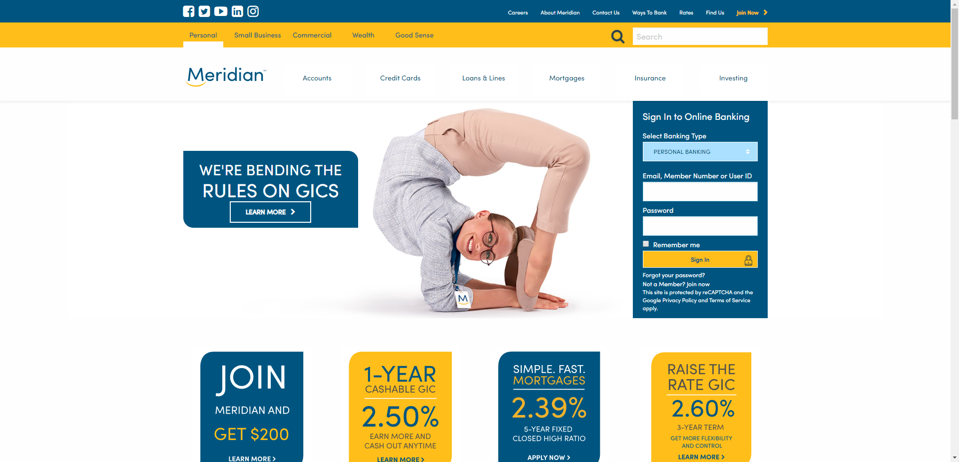 Careers
About Meridian
Contact Us
Ways To Bank
Rates
Find Us
Join Now
Personal
Small Business
Commercial
Wealth
Good Sense
Search
Meridian™
Accounts
Credit Cards
Loans & Lines
Mortgages
Insurance
Investing
WE'RE BENDING THE
RULES ON GICS
LEARN MORE
M
Sign In to Online Banking
Select Banking Type
PERSONAL BANKING
Email, Member Number or User ID
Password
Remember me
Sign In
Forgot your password?
Not a Member? Join now
This site is protected by reCAPTCHA and the
Google Privacy Policy and Terms of Service
apply.
JOIN
MERIDIAN AND
GET $200
LEARN MORE
1-YEAR
CASHABLE GIC
2.50%
EARN MORE AND
CASH OUT ANYTIME
LEARN MORE
SIMPLE. FAST.
MORTGAGES
2.39%
5-YEAR FIXED
CLOSED HIGH RATIO
APPLY NOW
RAISE THE
RATE GIC
2.60%
3-YEAR TERM
GET MORE FLEXIBILITY
AND CONTROL
LEARN MORE